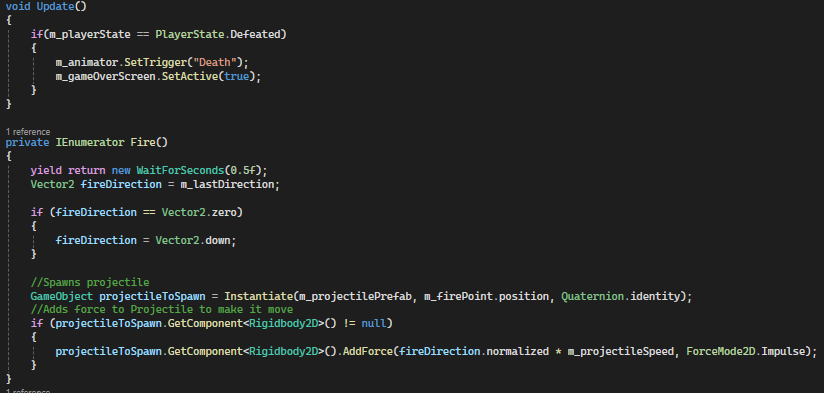 void Update()
{
if(m_playerState == PlayerState.Defeated)
{
m_animator.SetTrigger("Death");
m_gameOverScreen.SetActive(true);
}
}
1 reference
private IEnumerator Fire()
{
yield return new WaitForSeconds(0.5f);
Vector2 fireDirection = m_lastDirection;
if (fireDirection == Vector2.zero)
{
fireDirection = Vector2.down;
}
//Spawns projectile
GameObject projectileToSpawn = Instantiate(m_projectilePrefab, m_firePoint.position, Quaternion.identity);
//Adds force to Projectile to make it move
if (projectileToSpawn.GetComponent<Rigidbody2D>() != null)
{
projectileToSpawn.GetComponent<Rigidbody2D>().AddForce(fireDirection.normalized * m_projectileSpeed, ForceMode2D.Impulse);
}
}
1 reference